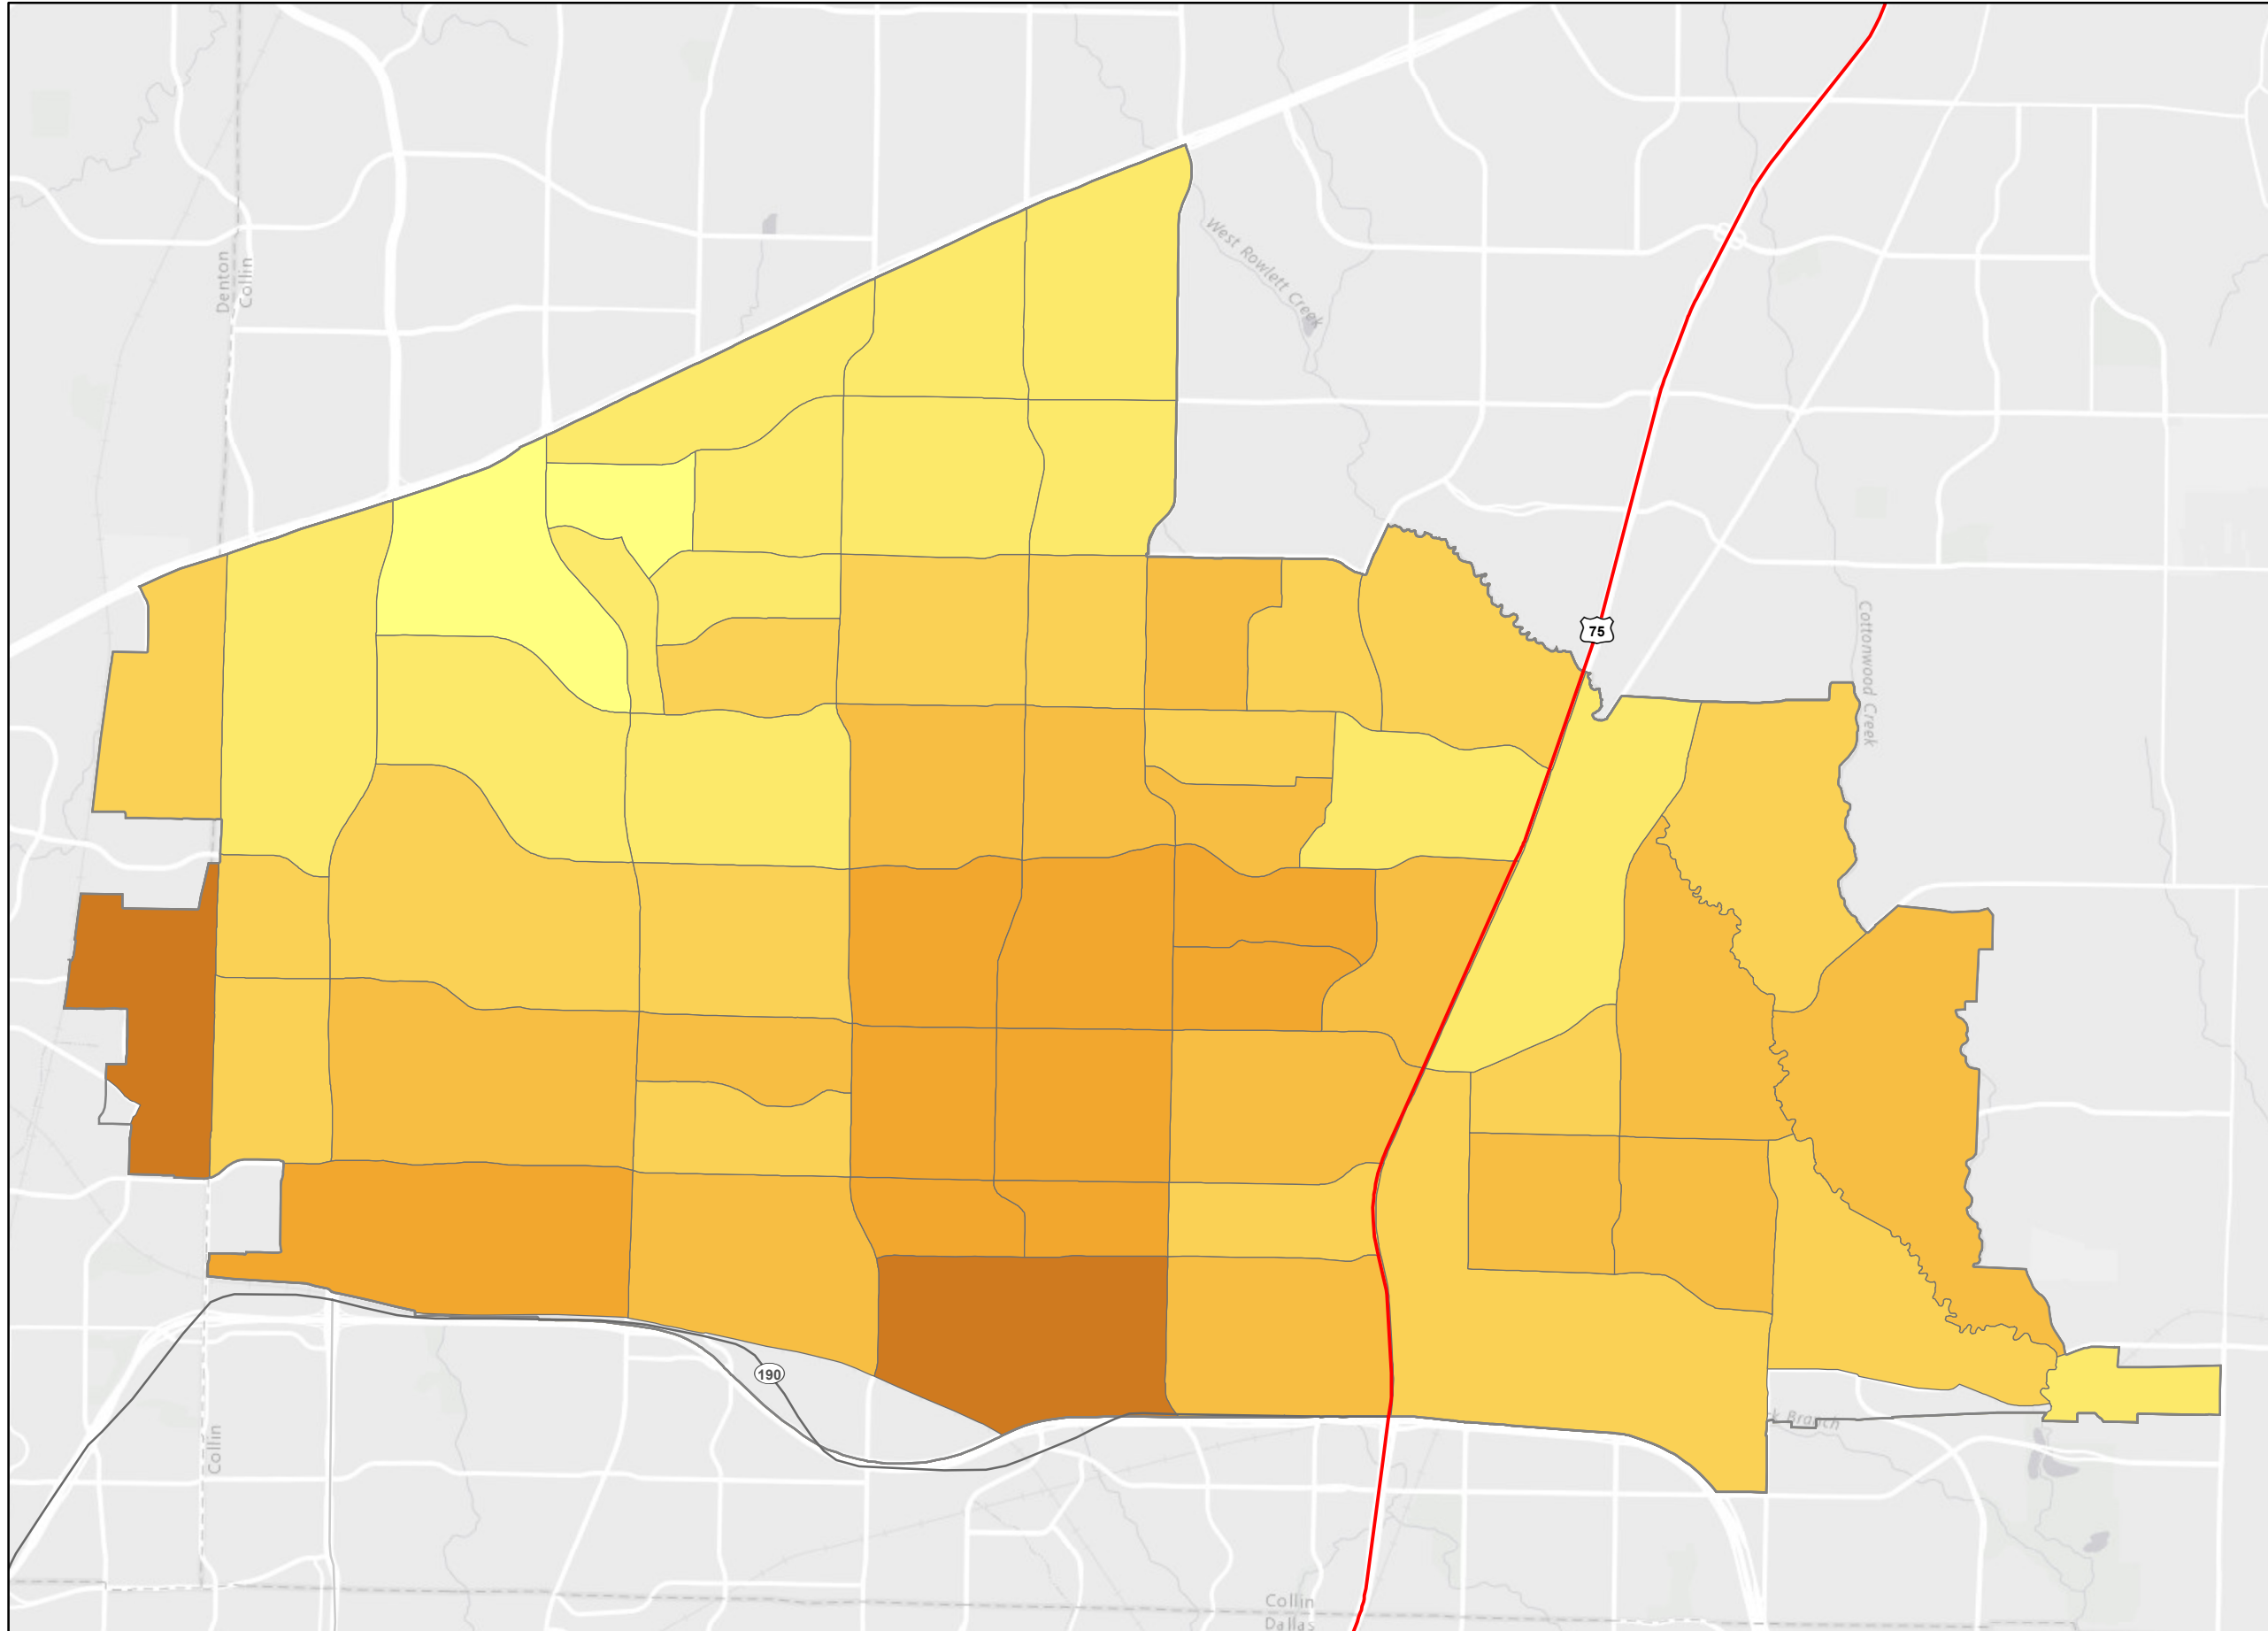 West Rowlett Creek
Denton
Collin
75
Cottonwood Creek
190
Branch
Collin
Collin
Dallas